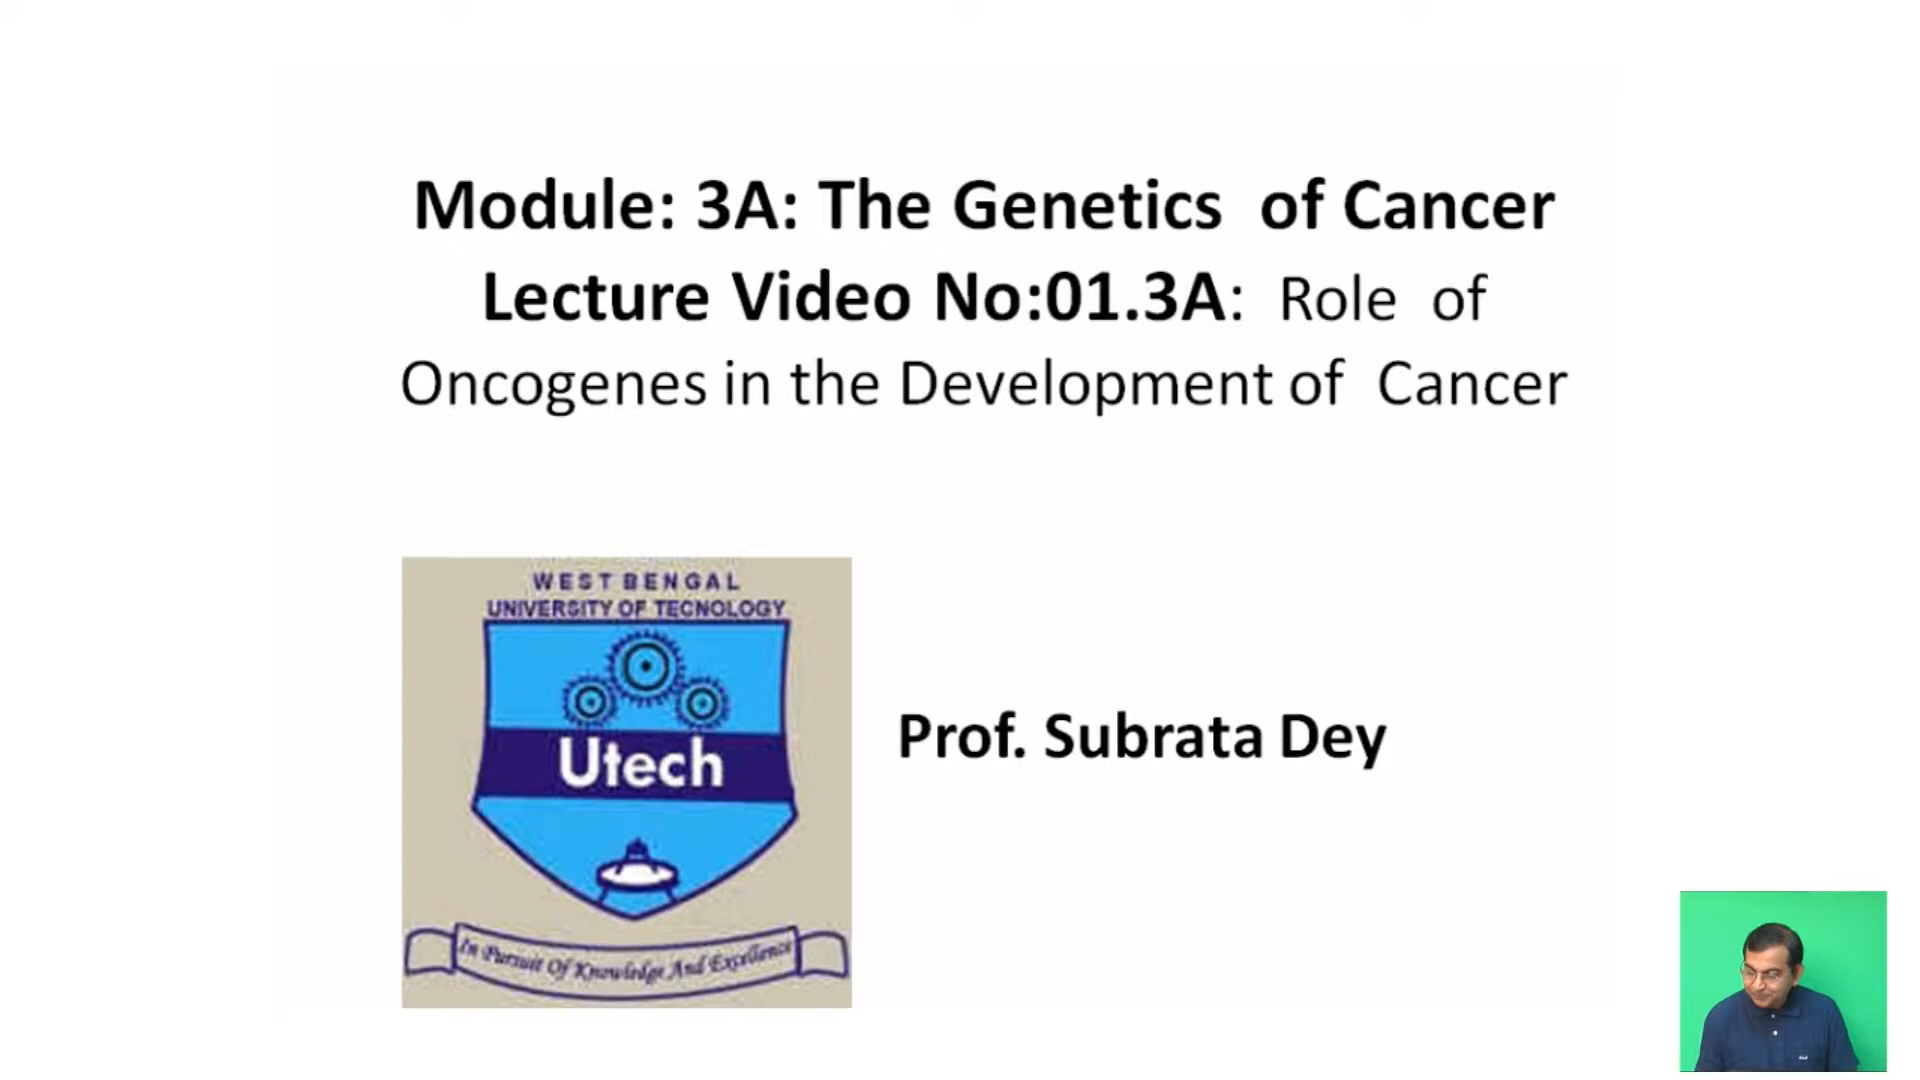 Module: 3A: The Genetics of Cancer
Lecture Video No:01.3A: Role of
Oncogenes in the Development of Cancer
WEST BENGAL
UNIVERSITY OF TECNOLOGY
Utech
In Pursuit Of Knowledge And Excellence
Prof. Subrata Dey